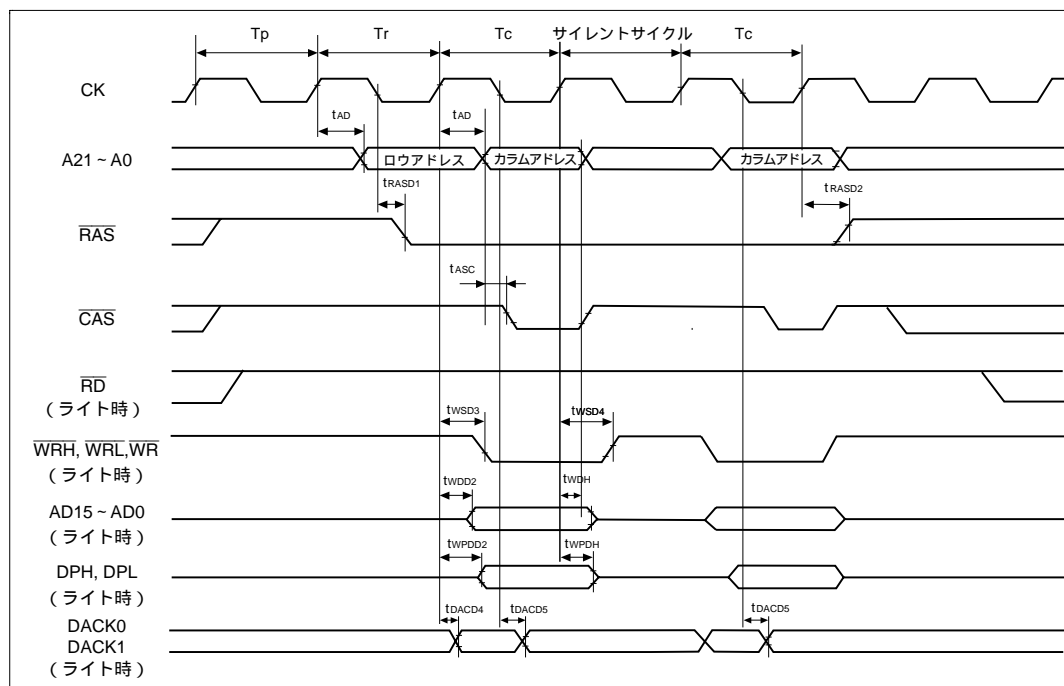 Tp Tr Tc サイレントサイクル Tc
CK
tAD tAD
A21 ~ A0 ロウアドレス カラムアドレス カラムアドレス
tRASD1 tRASD2
RAS
tASC
CAS
RD
(ライト時)
tWSD3 tWSD4
WRH, WRL,WR
(ライト時)
tWDD2 tWDH
AD15 ~ AD0
(ライト時)
tWPDD2 tWPDH
DPH, DPL
(ライト時)
tDACD4 tDACD5 tDACD5
DACK0
DACK1
(ライト時)